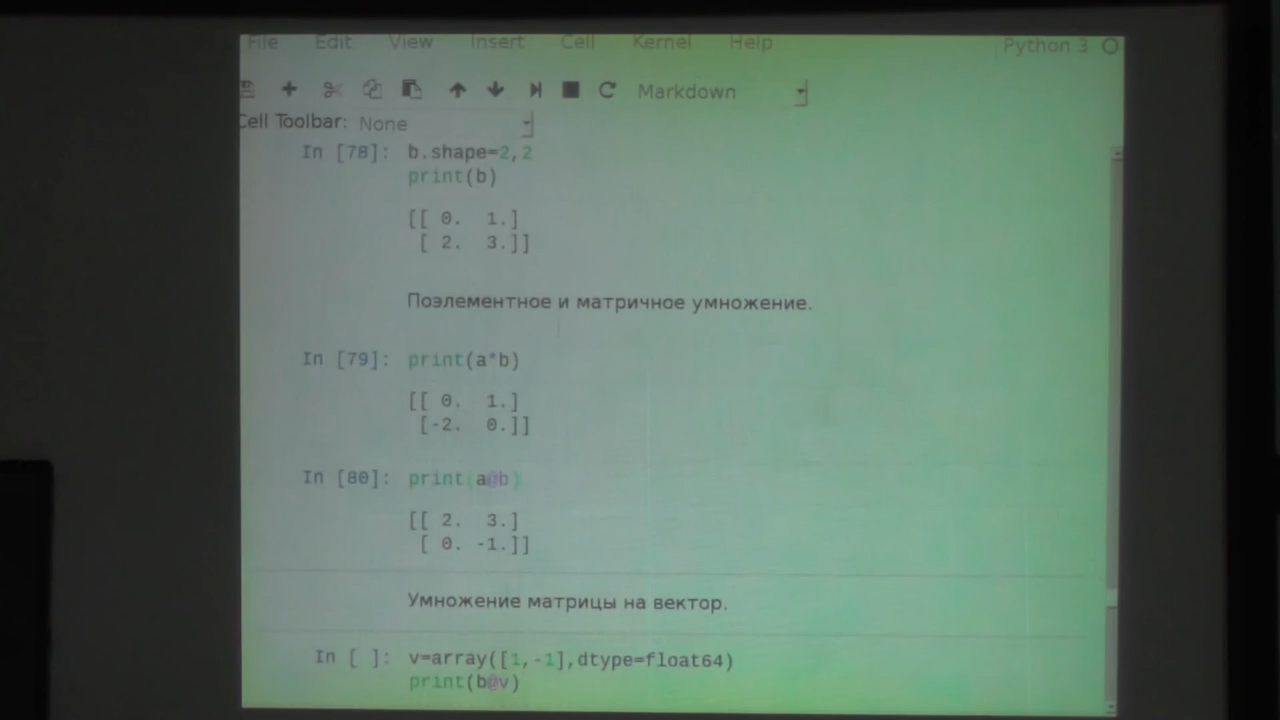 File Edit View Insert Cell Kernel Help Python 3
Markdown
Cell Toolbar: None
In [78]: b.shape=2,2
print(b)
[[ 0. 1.]
[ 2. 3.]]
Поэлементное и матричное умножение.
In [79]: print(a*b)
[[ 0. 1.]
[-2. 0.]]
In [80]: print(a@b)
[[ 2. 3.]
[ 0. -1.]]
Умножение матрицы на вектор.
In [ ]: v=array([1,-1],dtype=float64)
print(b@v)